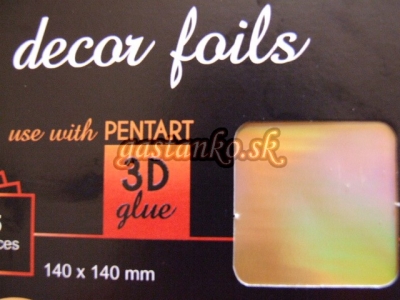 decor foils
use with PENTART
gastanko.sk
3D
glue
140 x 140 mm